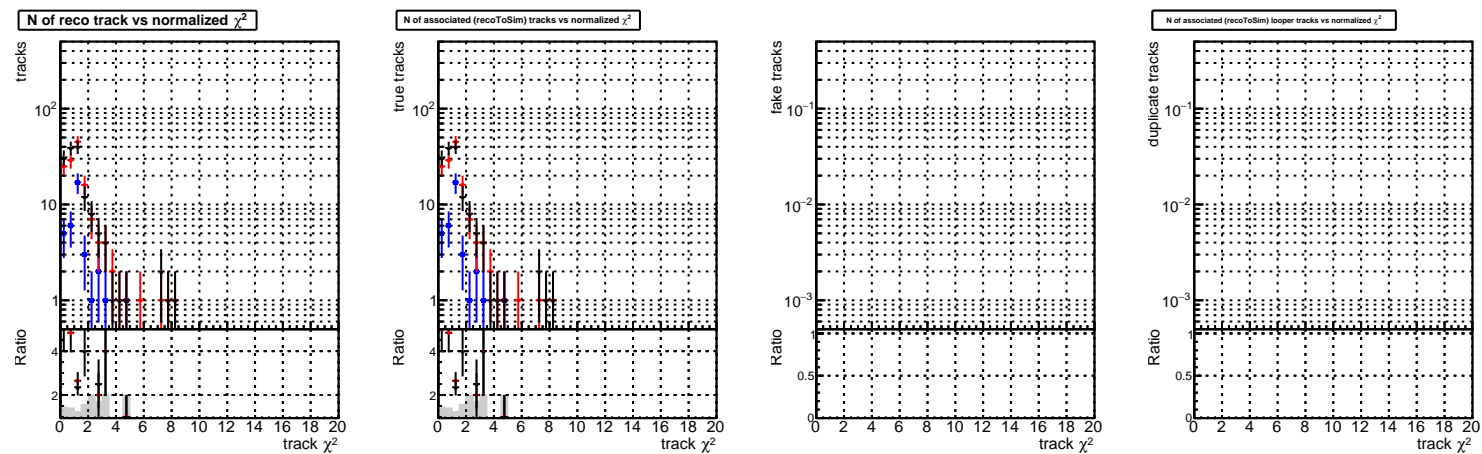 N of reco track vs normalized χ²
tracks
10²
10
1
Ratio
4
2
0 2 4 6 8 10 12 14 16 18 20
track χ²
N of associated (recoToSim) tracks vs normalized χ²
true tracks
10²
10
1
Ratio
4
2
0 2 4 6 8 10 12 14 16 18 20
track χ²
fake tracks
10⁻¹
10⁻²
10⁻³
Ratio
1
0.5
0
0 2 4 6 8 10 12 14 16 18 20
track χ²
N of associated (recoToSim) looper tracks vs normalized χ²
duplicate tracks
10⁻¹
10⁻²
10⁻³
Ratio
1
0.5
0
0 2 4 6 8 10 12 14 16 18 20
track χ²